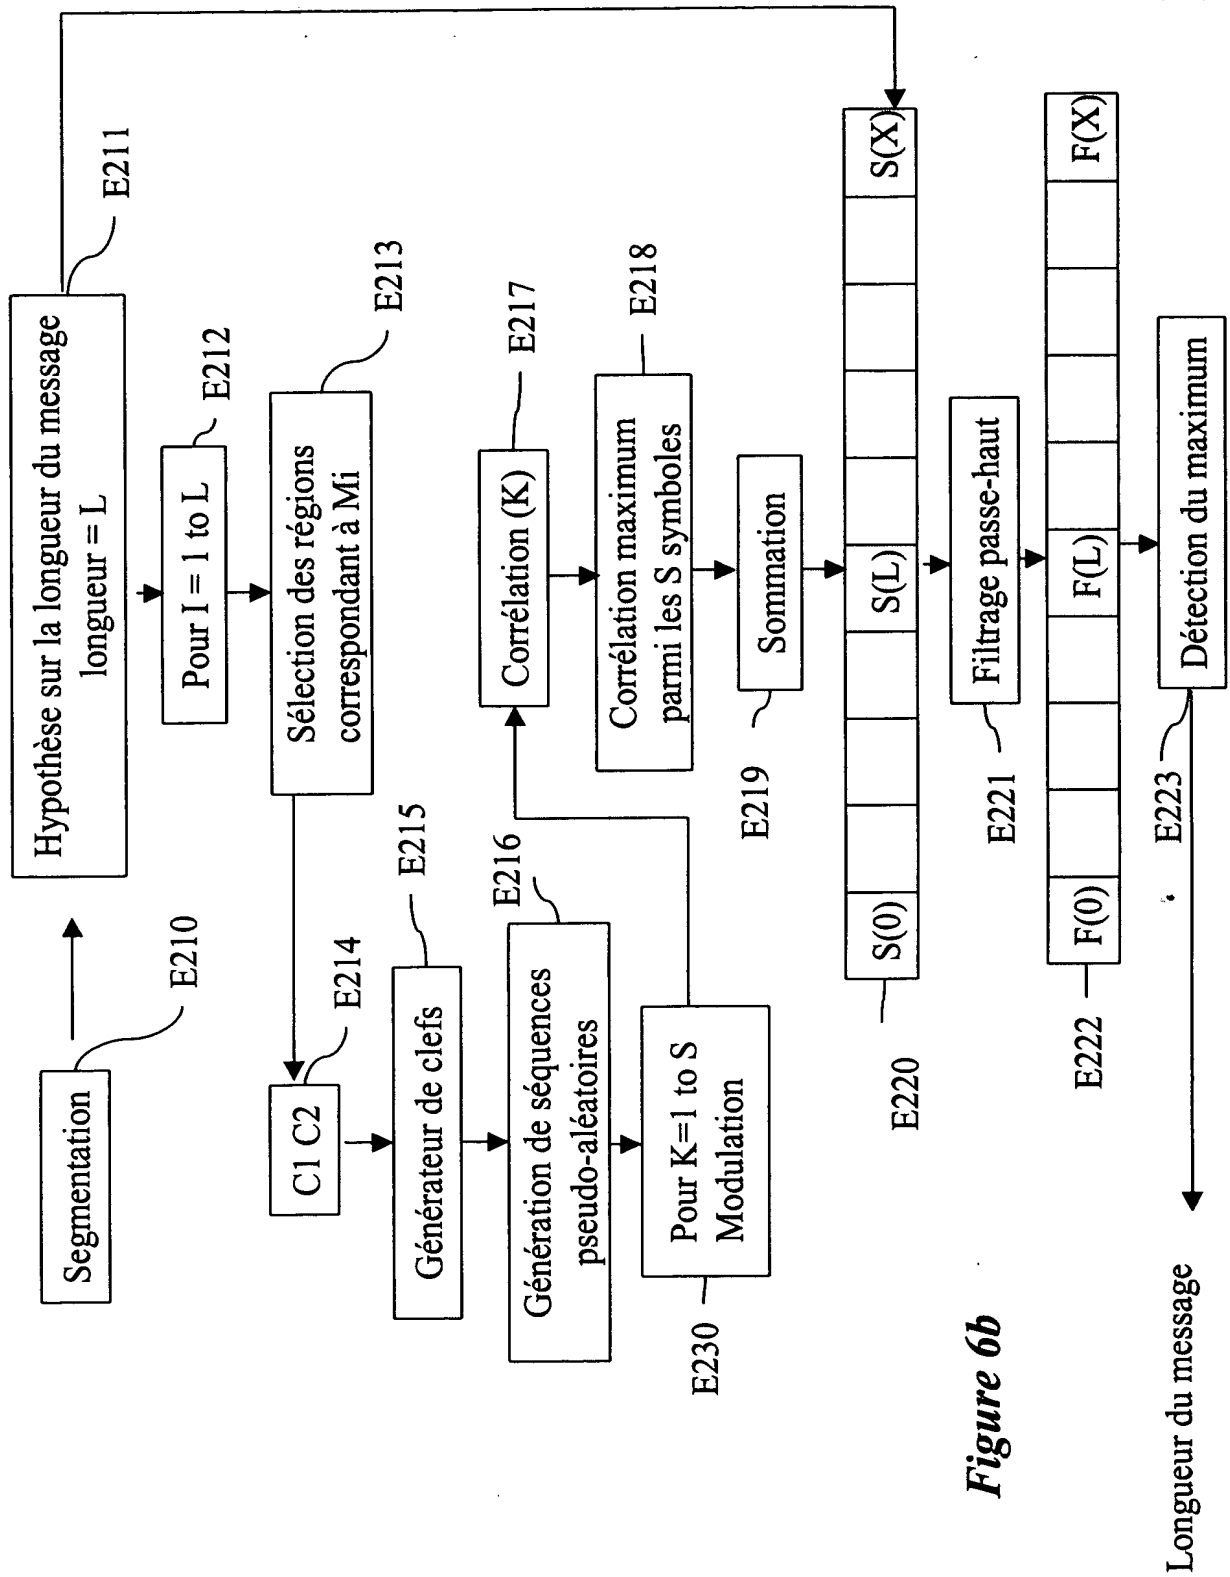 Segmentation
E210
Hypothèse sur la longueur du message
longueur = L
E211
Pour I = 1 to L
E212
Sélection des régions
correspondant à Mi
E213
C1 C2
E214
Générateur de clefs
E215
Génération de séquences
pseudo-aléatoires
E216
Pour K=1 to S
Modulation
E230
Corrélation (K)
E217
Corrélation maximum
parmi les S symboles
E218
Sommation
E219
S(0)
S(L)
S(X)
E220
Filtrage passe-haut
E221
F(0)
F(L)
F(X)
E222
Détection du maximum
E223
Longueur du message
Figure 6b